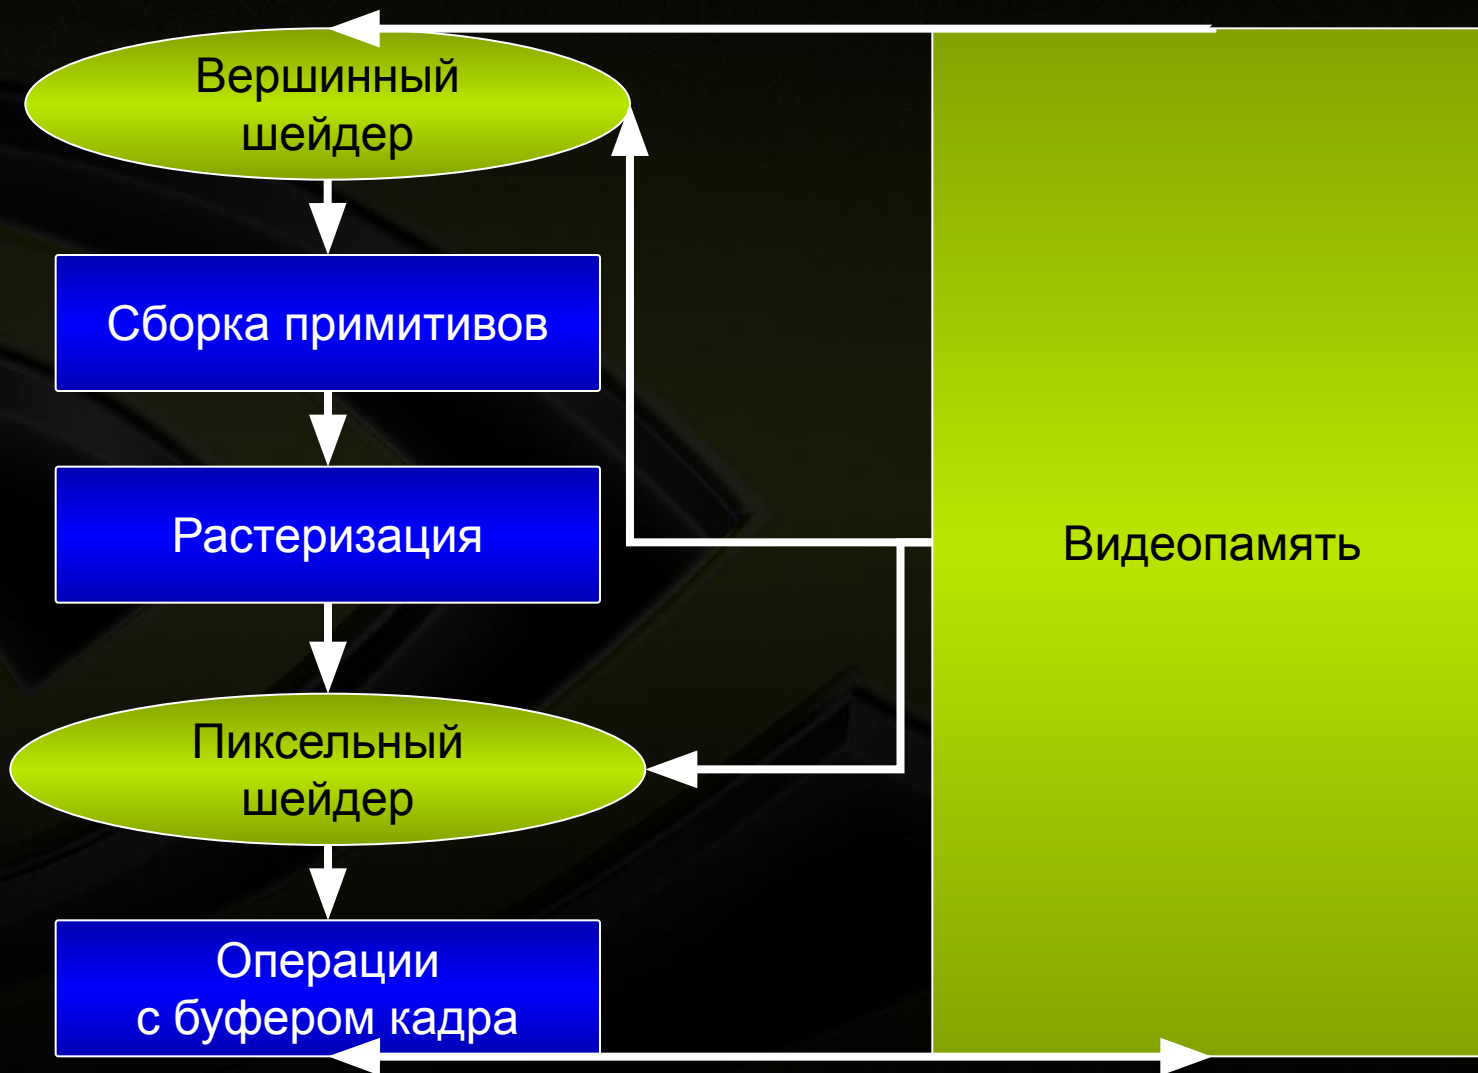 Вершинный
шейдер
Сборка примитивов
Растеризация
Видеопамять
Пиксельный
шейдер
Операции
с буфером кадра